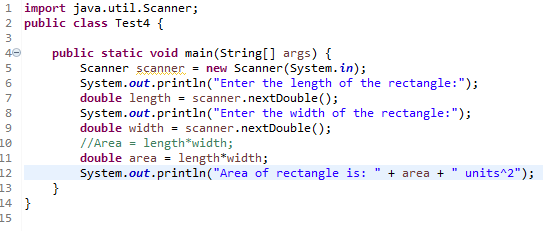 1 import java.util.Scanner;
2 public class Test4 {
3
4 public static void main(String[] args) {
5 Scanner scanner = new Scanner(System.in);
6 System.out.println("Enter the length of the rectangle:");
7 double length = scanner.nextDouble();
8 System.out.println("Enter the width of the rectangle:");
9 double width = scanner.nextDouble();
10 //Area = length*width;
11 double area = length*width;
12 System.out.println("Area of rectangle is: " + area + " units^2");
13 }
14 }
15